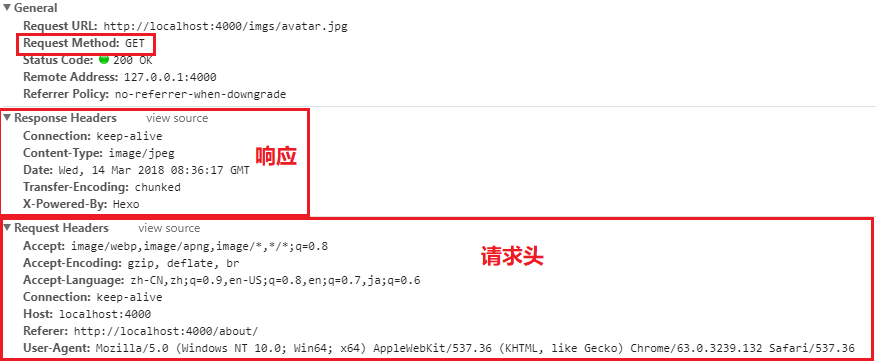 General
Request URL: http://localhost:4000/imgs/avatar.jpg
Request Method: GET
Status Code: 200 OK
Remote Address: 127.0.0.1:4000
Referrer Policy: no-referrer-when-downgrade
Response Headers view source
Connection: keep-alive
Content-Type: image/jpeg
响应
Date: Wed, 14 Mar 2018 08:36:17 GMT
Transfer-Encoding: chunked
X-Powered-By: Hexo
Request Headers view source
Accept: image/webp,image/apng,image/*,*/*;q=0.8
请求头
Accept-Encoding: gzip, deflate, br
Accept-Language: zh-CN,zh;q=0.9,en-US;q=0.8,en;q=0.7,ja;q=0.6
Connection: keep-alive
Host: localhost:4000
Referer: http://localhost:4000/about/
User-Agent: Mozilla/5.0 (Windows NT 10.0; Win64; x64) AppleWebKit/537.36 (KHTML, like Gecko) Chrome/63.0.3239.132 Safari/537.36